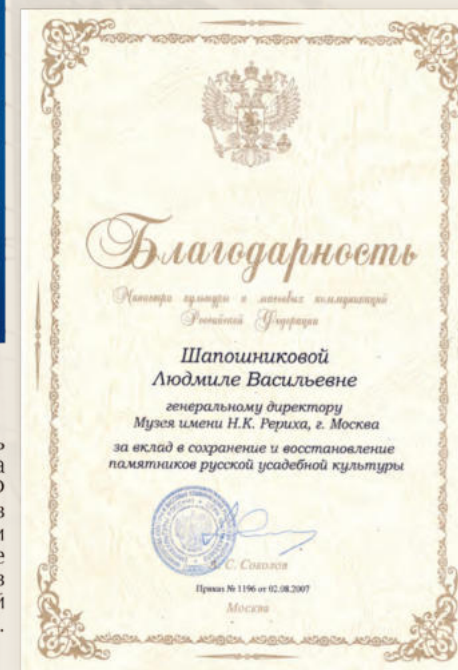 Благодарность
Министра культуры и массовых коммуникаций
Российской Федерации
Шапошниковой
Людмиле Васильевне
генеральному директору
Музея имени Н.К. Рериха, г. Москва
за вклад в сохранение и восстановление
памятников русской усадебной культуры
С. Соколов
Приказ № 1196 от 02.08.2007
Москва